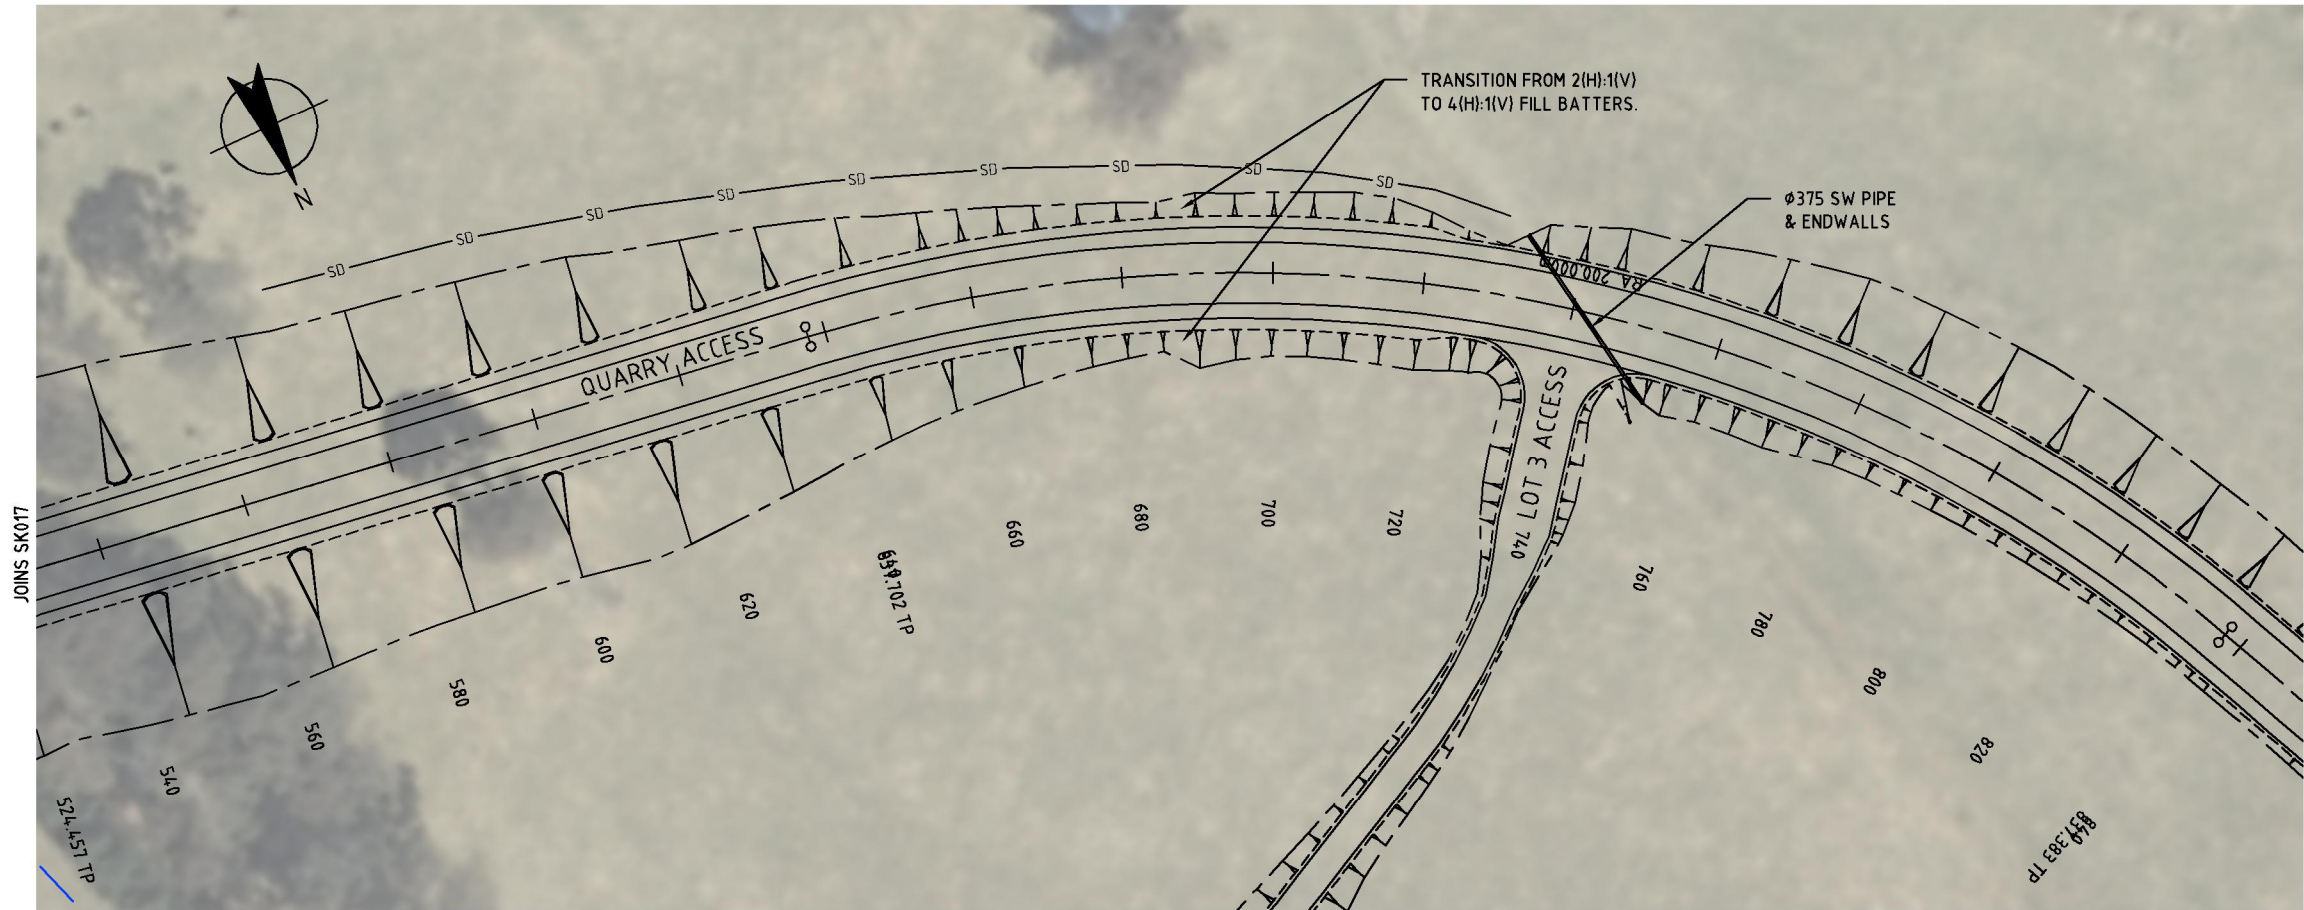 TRANSITION FROM 2(H):1(V)
TO 4(H):1(V) FILL BATTERS.
N
SD
SD
SD
SD
SD
SD
SD
SD
SD
Ø375 SW PIPE
& ENDWALLS
RA 200.000m
QUARRY ACCESS
LOT 3 ACCESS
JOINS SK017
524.457 TP
540
560
580
600
620
660
680
700
720
740
760
780
800
820
837.383 TP
840